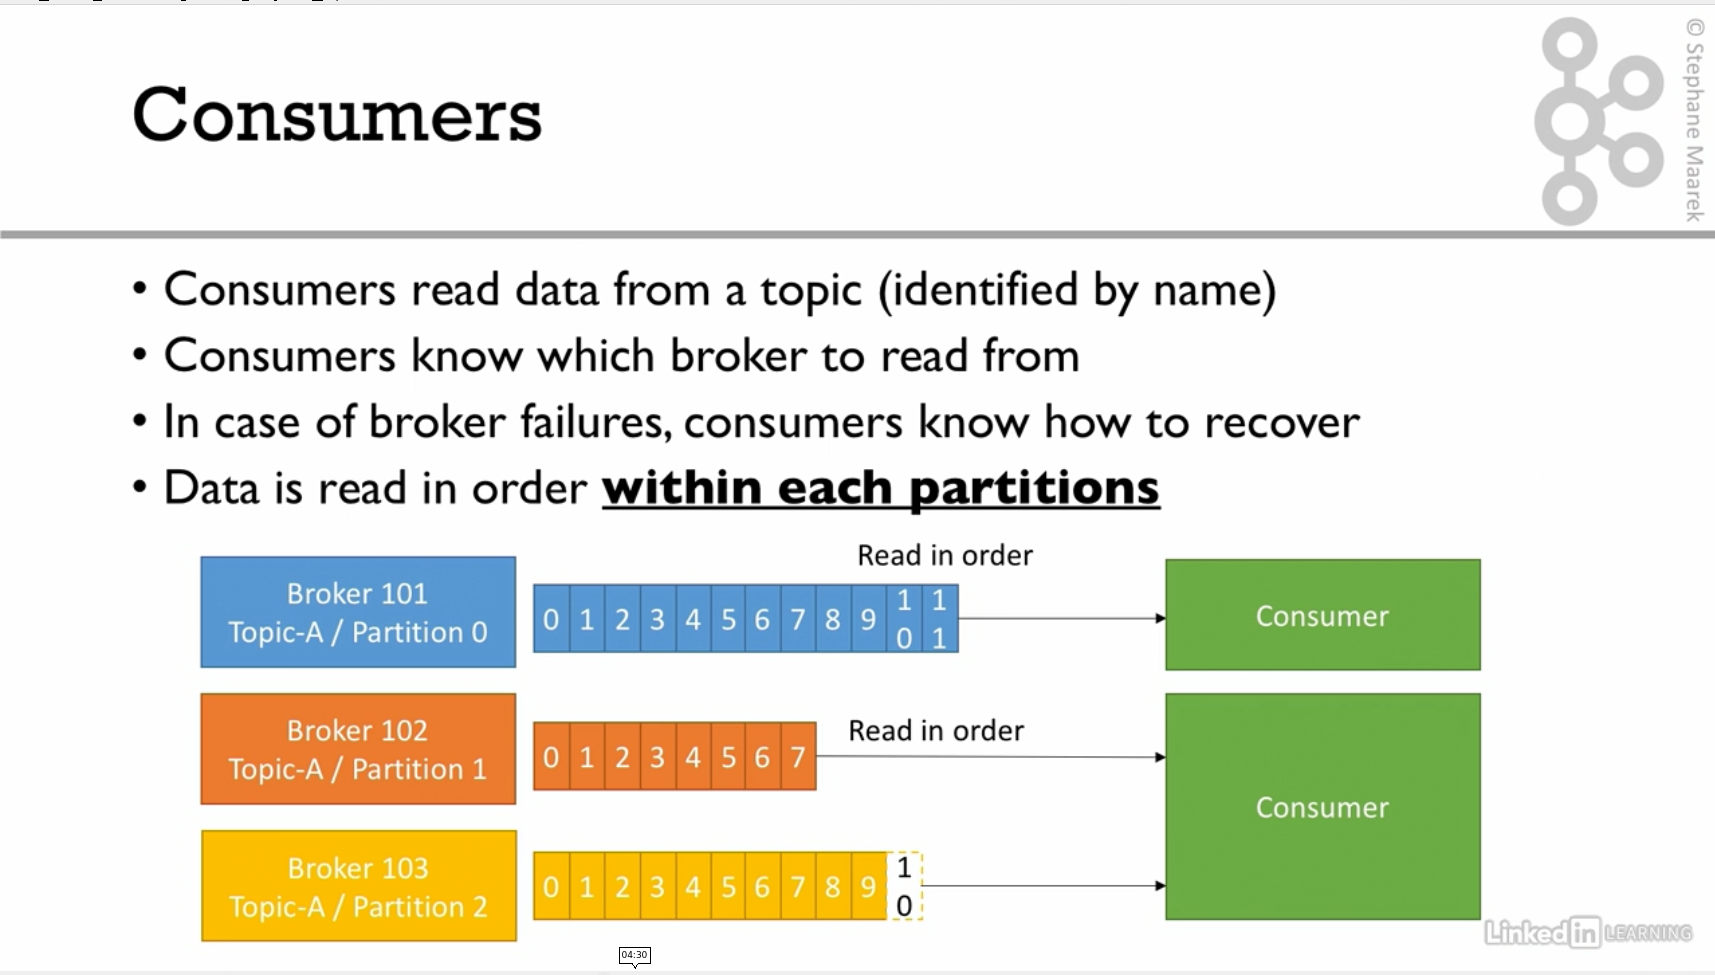 © Stephane Maarek
Consumers
• Consumers read data from a topic (identified by name)
• Consumers know which broker to read from
• In case of broker failures, consumers know how to recover
• Data is read in order within each partitions
Read in order
Broker 101
Topic-A / Partition 0
0 1 2 3 4 5 6 7 8 9 10 11
Consumer
Broker 102
Topic-A / Partition 1
0 1 2 3 4 5 6 7
Read in order
Consumer
Broker 103
Topic-A / Partition 2
0 1 2 3 4 5 6 7 8 9 10
Linked in LEARNING
04:30